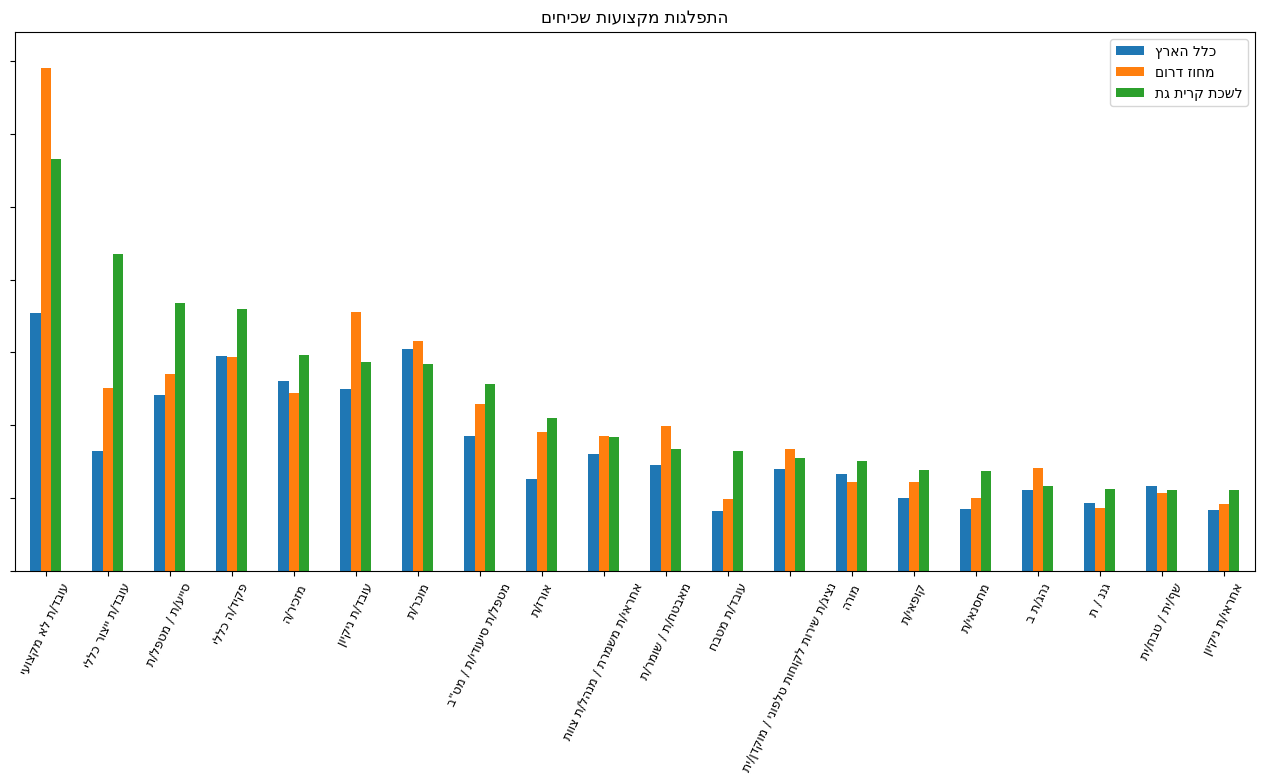 התפלגות מקצועות שכיחים
כלל הארץ
מחוז דרום
לשכת קרית גת
עובד/ת לא מקצועי
עובד/ת ייצור כללי
סייע/ת / מטפל/ת
פקיד/ה כללי
מזכיר/ה
עובד/ת ניקיון
מוכר/ת
מטפל/ת סיעודי/ת / מט"ב
אורז/ת
אחראי/ת משמרת / מנהל/ת צוות
מאבטח/ת / שומר/ת
עובד/ת מטבח
נציג/ת שירות לקוחות טלפוני / מוקדן/ית
מורה
קופאי/ת
מחסנאי/ת
נהג/ת ב
גנן / ת
שף/ית / טבח/ית
אחראי/ת ניקיון